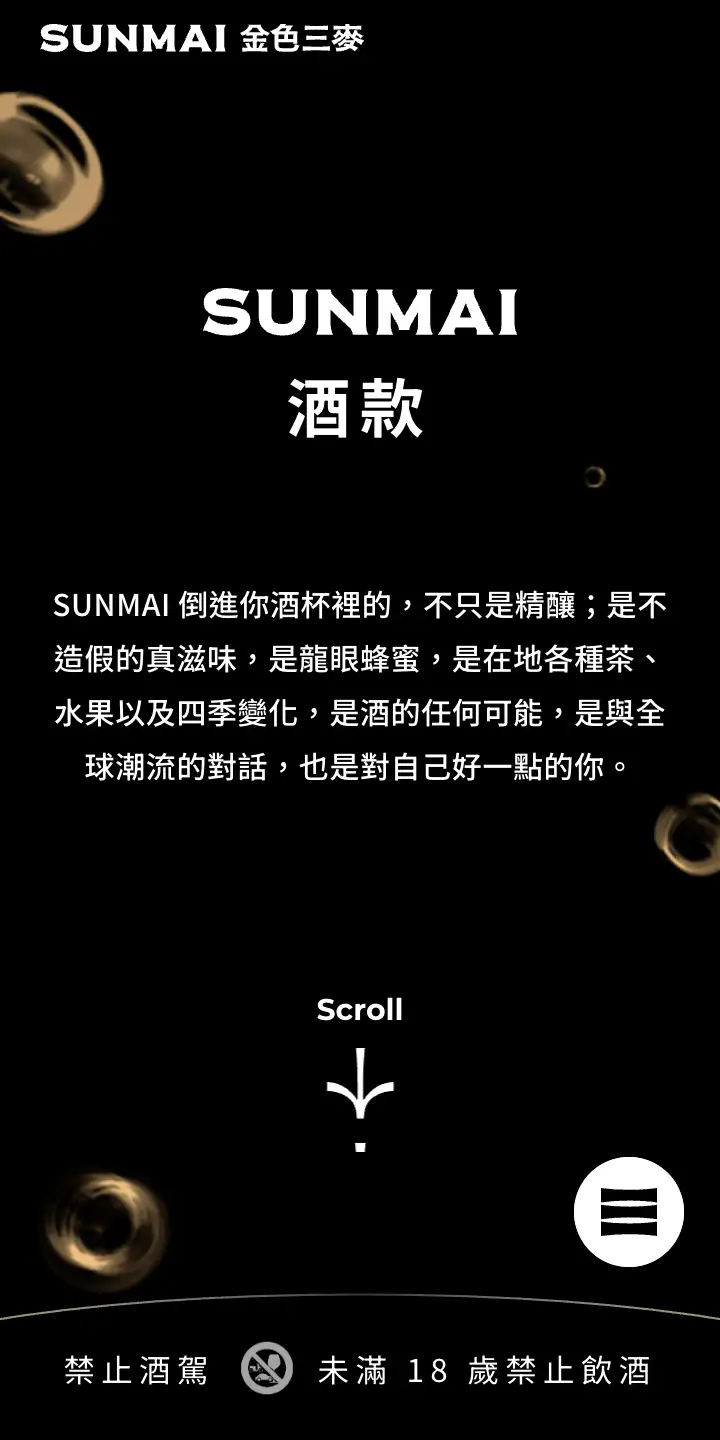 SUNMAI 金色三麥
SUNMAI
酒款
SUNMAI 倒進你酒杯裡的，不只是精釀；是不
造假的真滋味，是龍眼蜂蜜，是在地各種茶、
水果以及四季變化，是酒的任何可能，是與全
球潮流的對話，也是對自己好一點的你。
Scroll
禁止酒駕 未滿 18 歲禁止飲酒